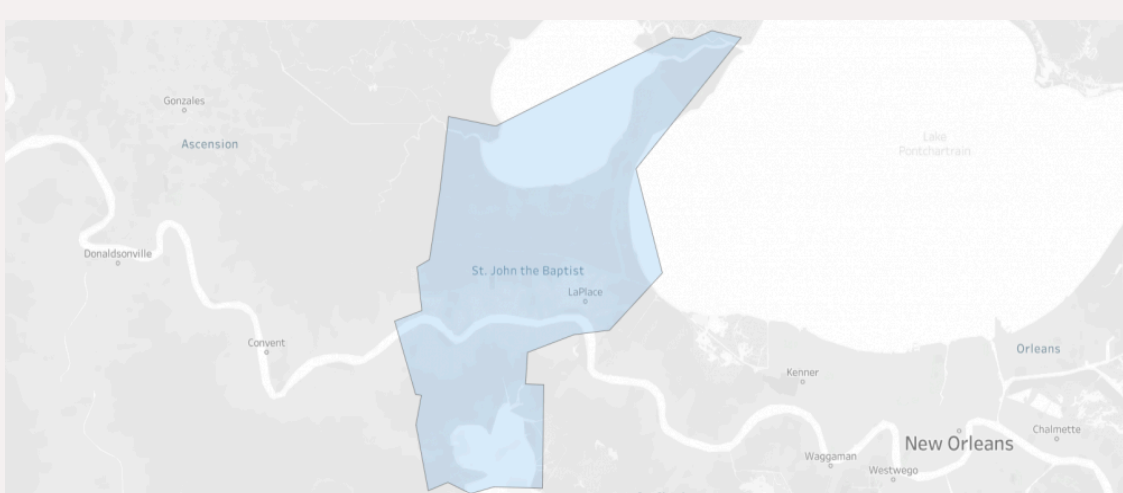 Gonzales
Ascension
Lake
Pontchartrain
Donaldsonville
St. John the Baptist
LaPlace
Convent
Orleans
Kenner
Chalmette
New Orleans
Waggaman
Westwego